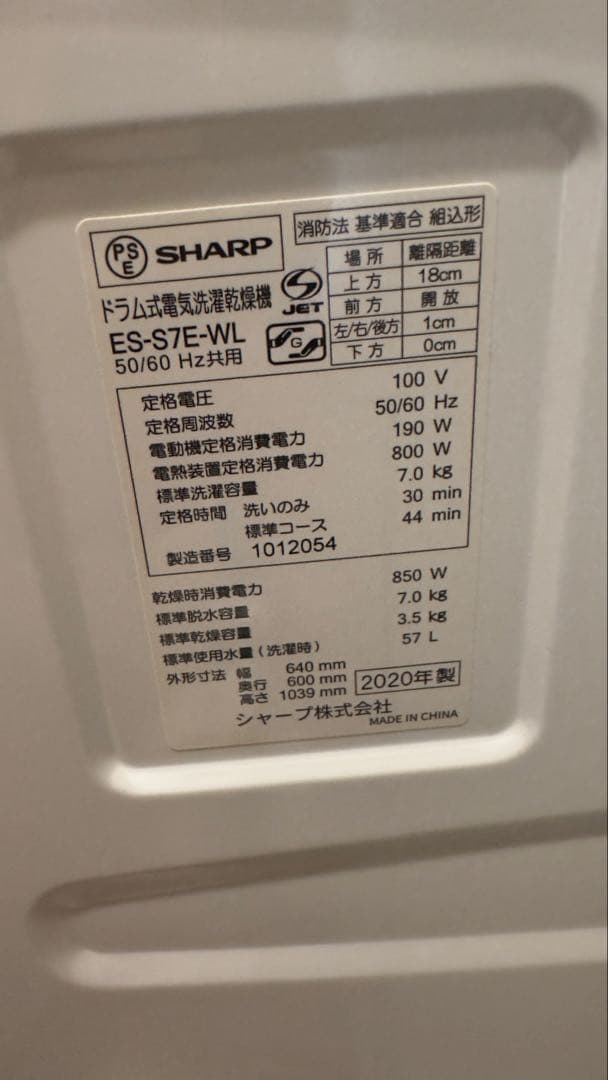 PSE SHARP
消防法 基準適合 組込形
場所 離隔距離
上方 18cm
前方 開放
左/右/後方 1cm
下方 0cm
ドラム式電気洗濯乾燥機
JET
ES-S7E-WL
G
50/60 Hz共用
定格電圧 100 V
定格周波数 50/60 Hz
電動機定格消費電力 190 W
電熱装置定格消費電力 800 W
標準洗濯容量 7.0 kg
定格時間 洗いのみ 30 min
標準コース 44 min
製造番号 1012054
乾燥時消費電力 850 W
標準脱水容量 7.0 kg
標準乾燥容量 3.5 kg
標準使用水量(洗濯時) 57 L
外形寸法 幅 640 mm
奥行 600 mm
高さ 1039 mm
2020年製
シャープ株式会社
MADE IN CHINA